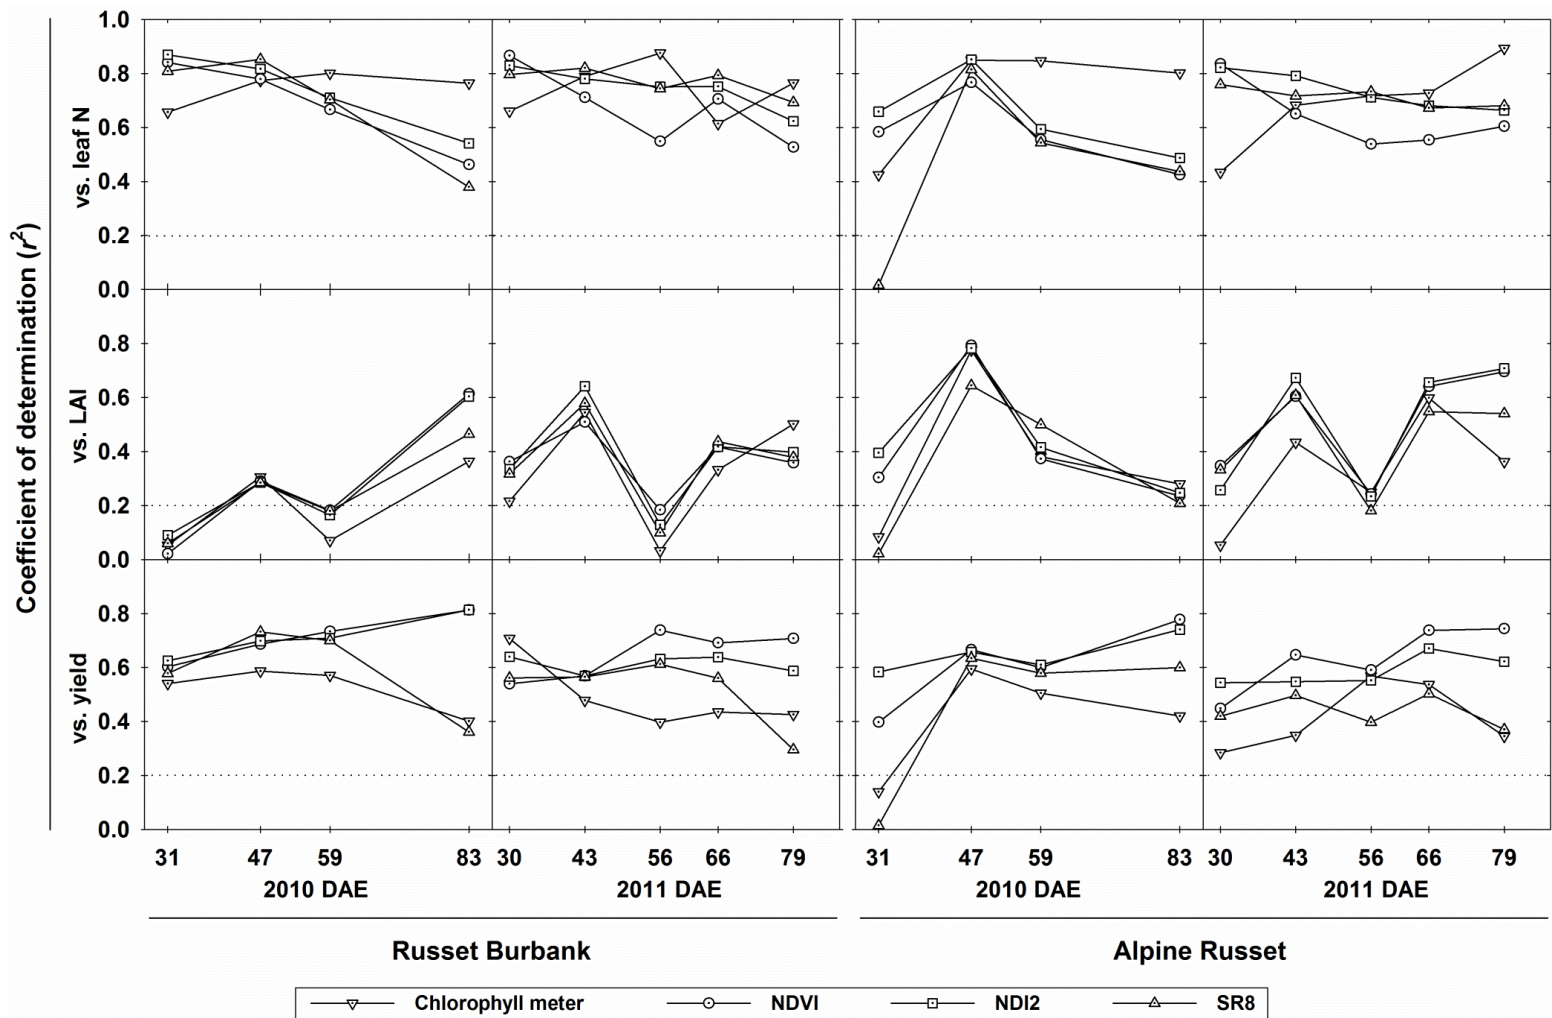 Coefficient of determination (r²)
vs. leaf N
1.0
0.8
0.6
0.4
0.2
0.0
vs. LAI
0.8
0.6
0.4
0.2
0.0
vs. yield
0.8
0.6
0.4
0.2
0.0
31 47 59 83 30 43 56 66 79 31 47 59 83 30 43 56 66 79
2010 DAE 2011 DAE 2010 DAE 2011 DAE
Russet Burbank Alpine Russet
Chlorophyll meter NDVI NDI2 SR8